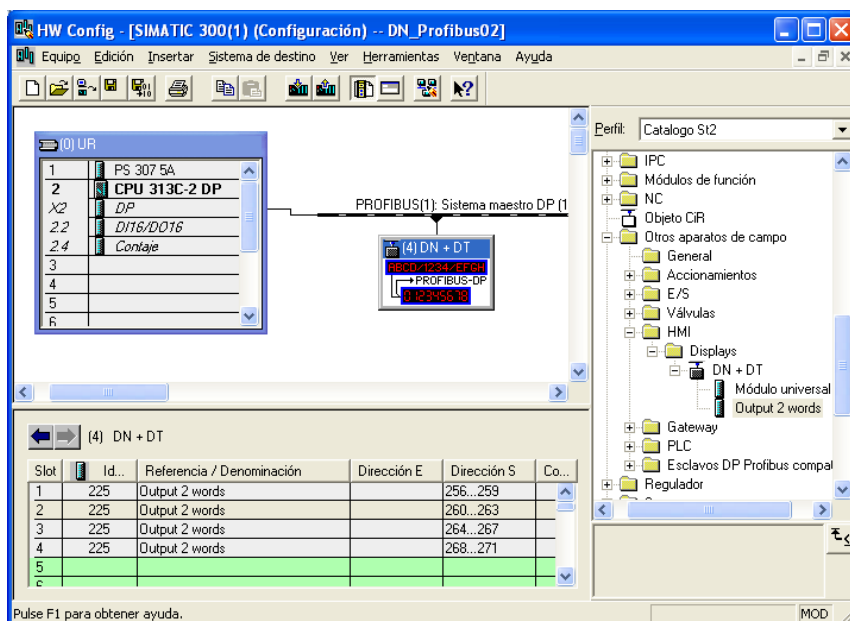 HW Config - [SIMATIC 300(1) (Configuración) -- DN_Profibus02]
Equipo Edición Insertar Sistema de destino Ver Herramientas Ventana Ayuda
(0) UR
1 PS 307 5A
2 CPU 313C-2 DP
X2 DP
2.2 DI16/DO16
2.4 Contaje
3
4
5
6
PROFIBUS(1): Sistema maestro DP (1
(4) DN + DT
ABCD/1234/EFGH
PROFIBUS-DP
012345678
Perfil: Catalogo St2
IPC
Módulos de función
NC
Objeto CiR
Otros aparatos de campo
General
Accionamientos
E/S
Válvulas
HMI
Displays
DN + DT
Módulo universal
Output 2 words
Gateway
PLC
Esclavos DP Profibus compat
Regulador
(4) DN + DT
Slot Id... Referencia / Denominación Dirección E Dirección S Co...
1 225 Output 2 words 256...259
2 225 Output 2 words 260...263
3 225 Output 2 words 264...267
4 225 Output 2 words 268...271
5
6
Pulse F1 para obtener ayuda.
MOD